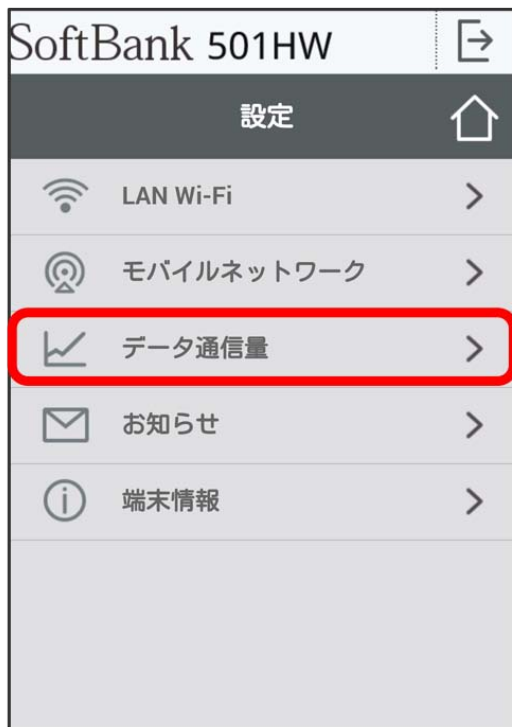 SoftBank 501HW
設定
LAN Wi-Fi
モバイルネットワーク
データ通信量
お知らせ
端末情報